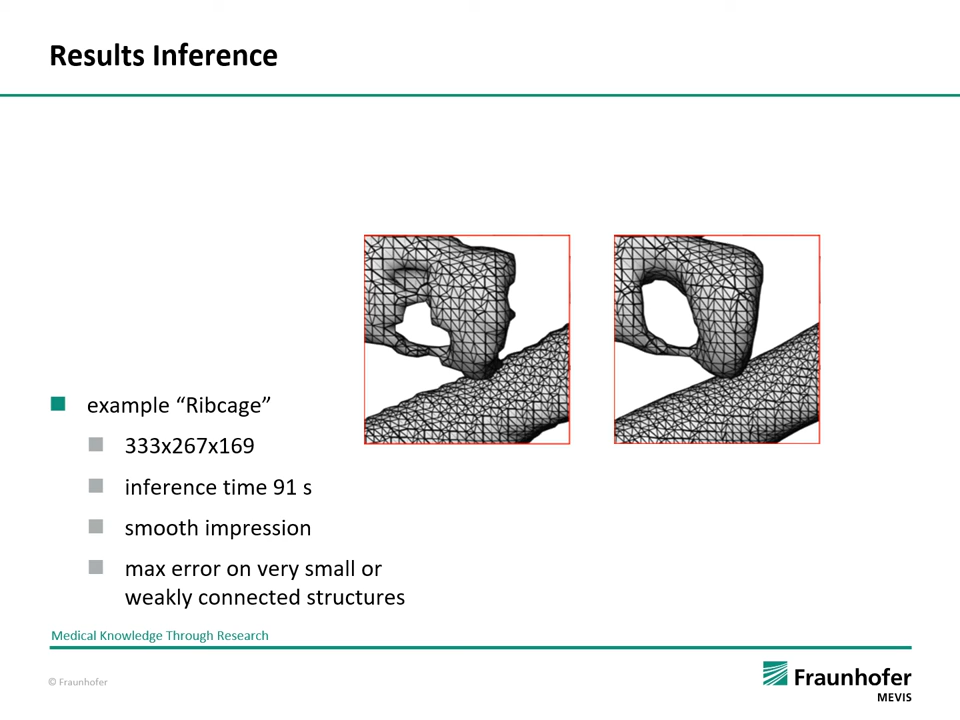 Results Inference
example “Ribcage”
333x267x169
inference time 91 s
smooth impression
max error on very small or
weakly connected structures
Medical Knowledge Through Research
© Fraunhofer
Fraunhofer
MEVIS